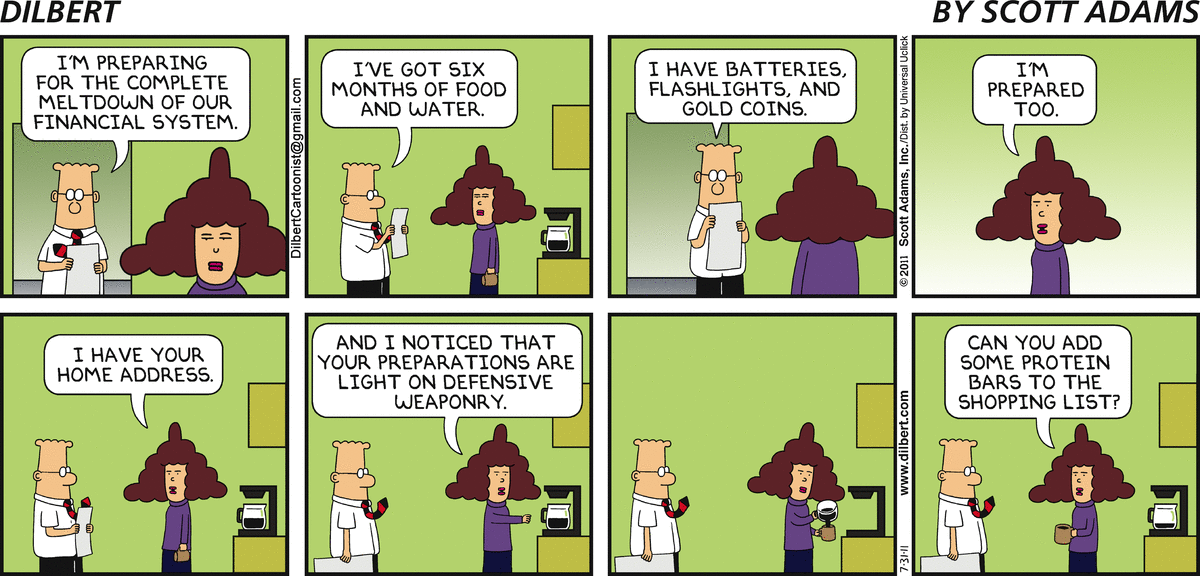 DILBERT
BY SCOTT ADAMS
I'M PREPARING
FOR THE COMPLETE
MELTDOWN OF OUR
FINANCIAL SYSTEM.
DilbertCartoonist@gmail.com
I'VE GOT SIX
MONTHS OF FOOD
AND WATER.
I HAVE BATTERIES,
FLASHLIGHTS, AND
GOLD COINS.
©2011 Scott Adams, Inc./Dist. by Universal Uclick
I'M
PREPARED
TOO.
I HAVE YOUR
HOME ADDRESS.
AND I NOTICED THAT
YOUR PREPARATIONS ARE
LIGHT ON DEFENSIVE
WEAPONRY.
7-31-11 www.dilbert.com
CAN YOU ADD
SOME PROTEIN
BARS TO THE
SHOPPING LIST?